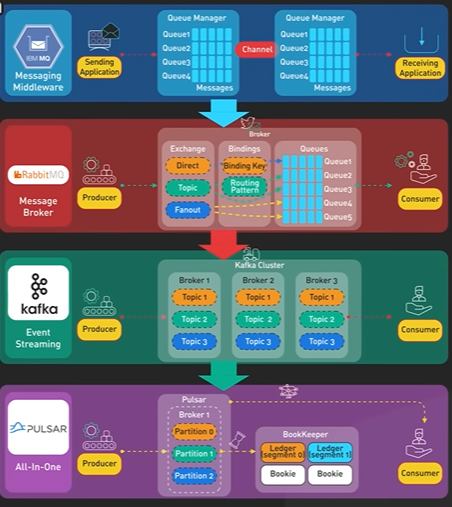 IBM MQ
Messaging
Middleware
Sending
Application
Queue Manager
Queue1
Queue2
Queue3
Queue4
Messages
Channel
Queue Manager
Queue1
Queue2
Queue3
Queue4
Messages
Receiving
Application
RabbitMQ
Message
Broker
Producer
Broker
Exchange
Direct
Topic
Fanout
Bindings
Binding Key
Routing
Pattern
Queues
Queue1
Queue2
Queue3
Queue4
Queue5
Consumer
kafka
Event
Streaming
Producer
Kafka Cluster
Broker 1
Topic 1
Topic 2
Topic 3
Broker 2
Topic 1
Topic 2
Topic 3
Broker 3
Topic 1
Topic 2
Topic 3
Consumer
PULSAR
All-In-One
Producer
Pulsar
Broker 1
Partition 0
Partition 1
Partition 2
BookKeeper
Ledger
(segment 0)
Bookie
Ledger
(segment 1)
Bookie
Consumer